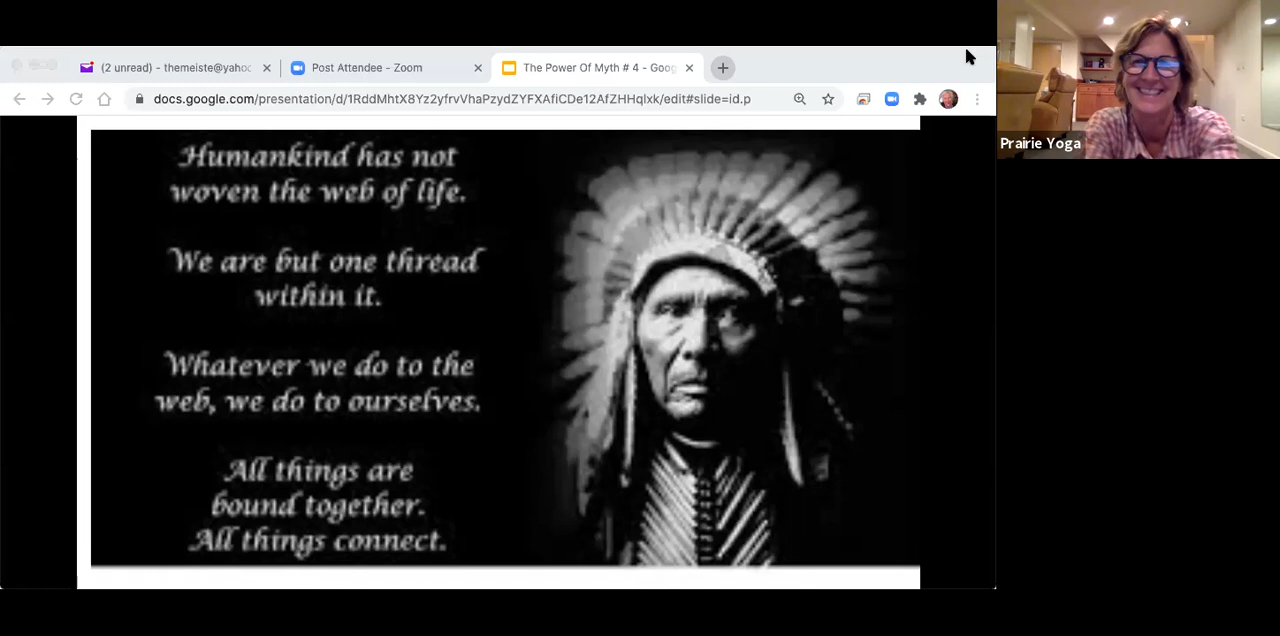 (2 unread) - themeiste@yahoc
Post Attendee - Zoom
The Power Of Myth # 4 - Goog
docs.google.com/presentation/d/1RddMhtX8Yz2yfrvVhaPzydZYFXAfiCDe12AfZHHqlxk/edit#slide=id.p
Prairie Yoga
Humankind has not
woven the web of life.
We are but one thread
within it.
Whatever we do to the
web, we do to ourselves.
All things are
bound together.
All things connect.